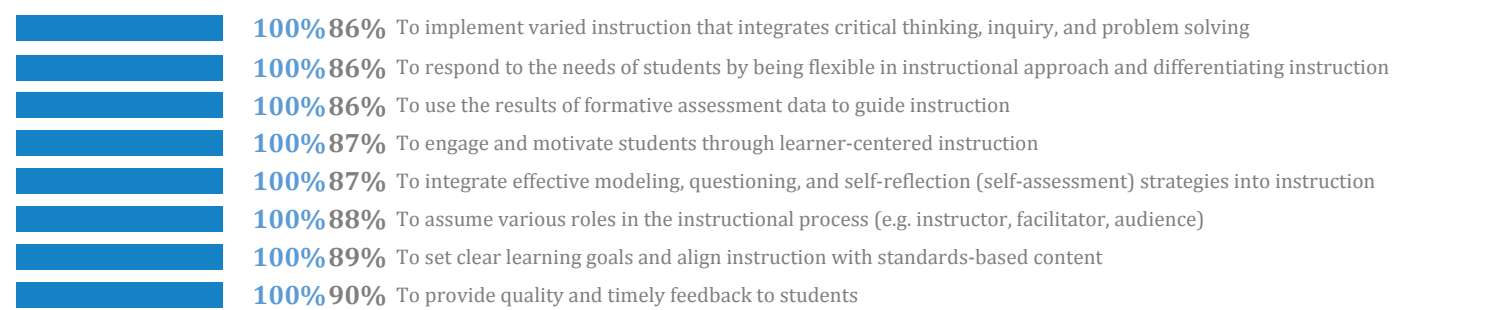 100% 86% To implement varied instruction that integrates critical thinking, inquiry, and problem solving
100% 86% To respond to the needs of students by being flexible in instructional approach and differentiating instruction
100% 86% To use the results of formative assessment data to guide instruction
100% 87% To engage and motivate students through learner-centered instruction
100% 87% To integrate effective modeling, questioning, and self-reflection (self-assessment) strategies into instruction
100% 88% To assume various roles in the instructional process (e.g. instructor, facilitator, audience)
100% 89% To set clear learning goals and align instruction with standards-based content
100% 90% To provide quality and timely feedback to students